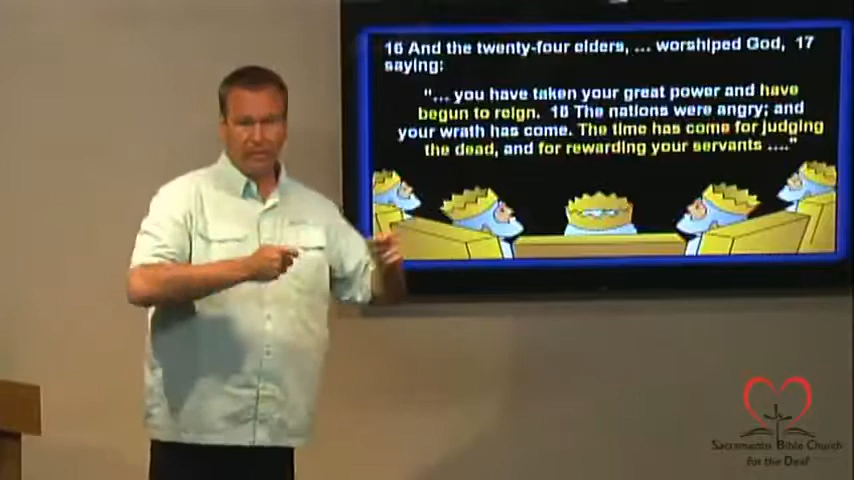 16 And the twenty-four elders, ... worshiped God, 17
saying:
"... you have taken your great power and have
begun to reign. 18 The nations were angry; and
your wrath has come. The time has come for judging
the dead, and for rewarding your servants ...."
Sacramento Bible Church
for the Deaf